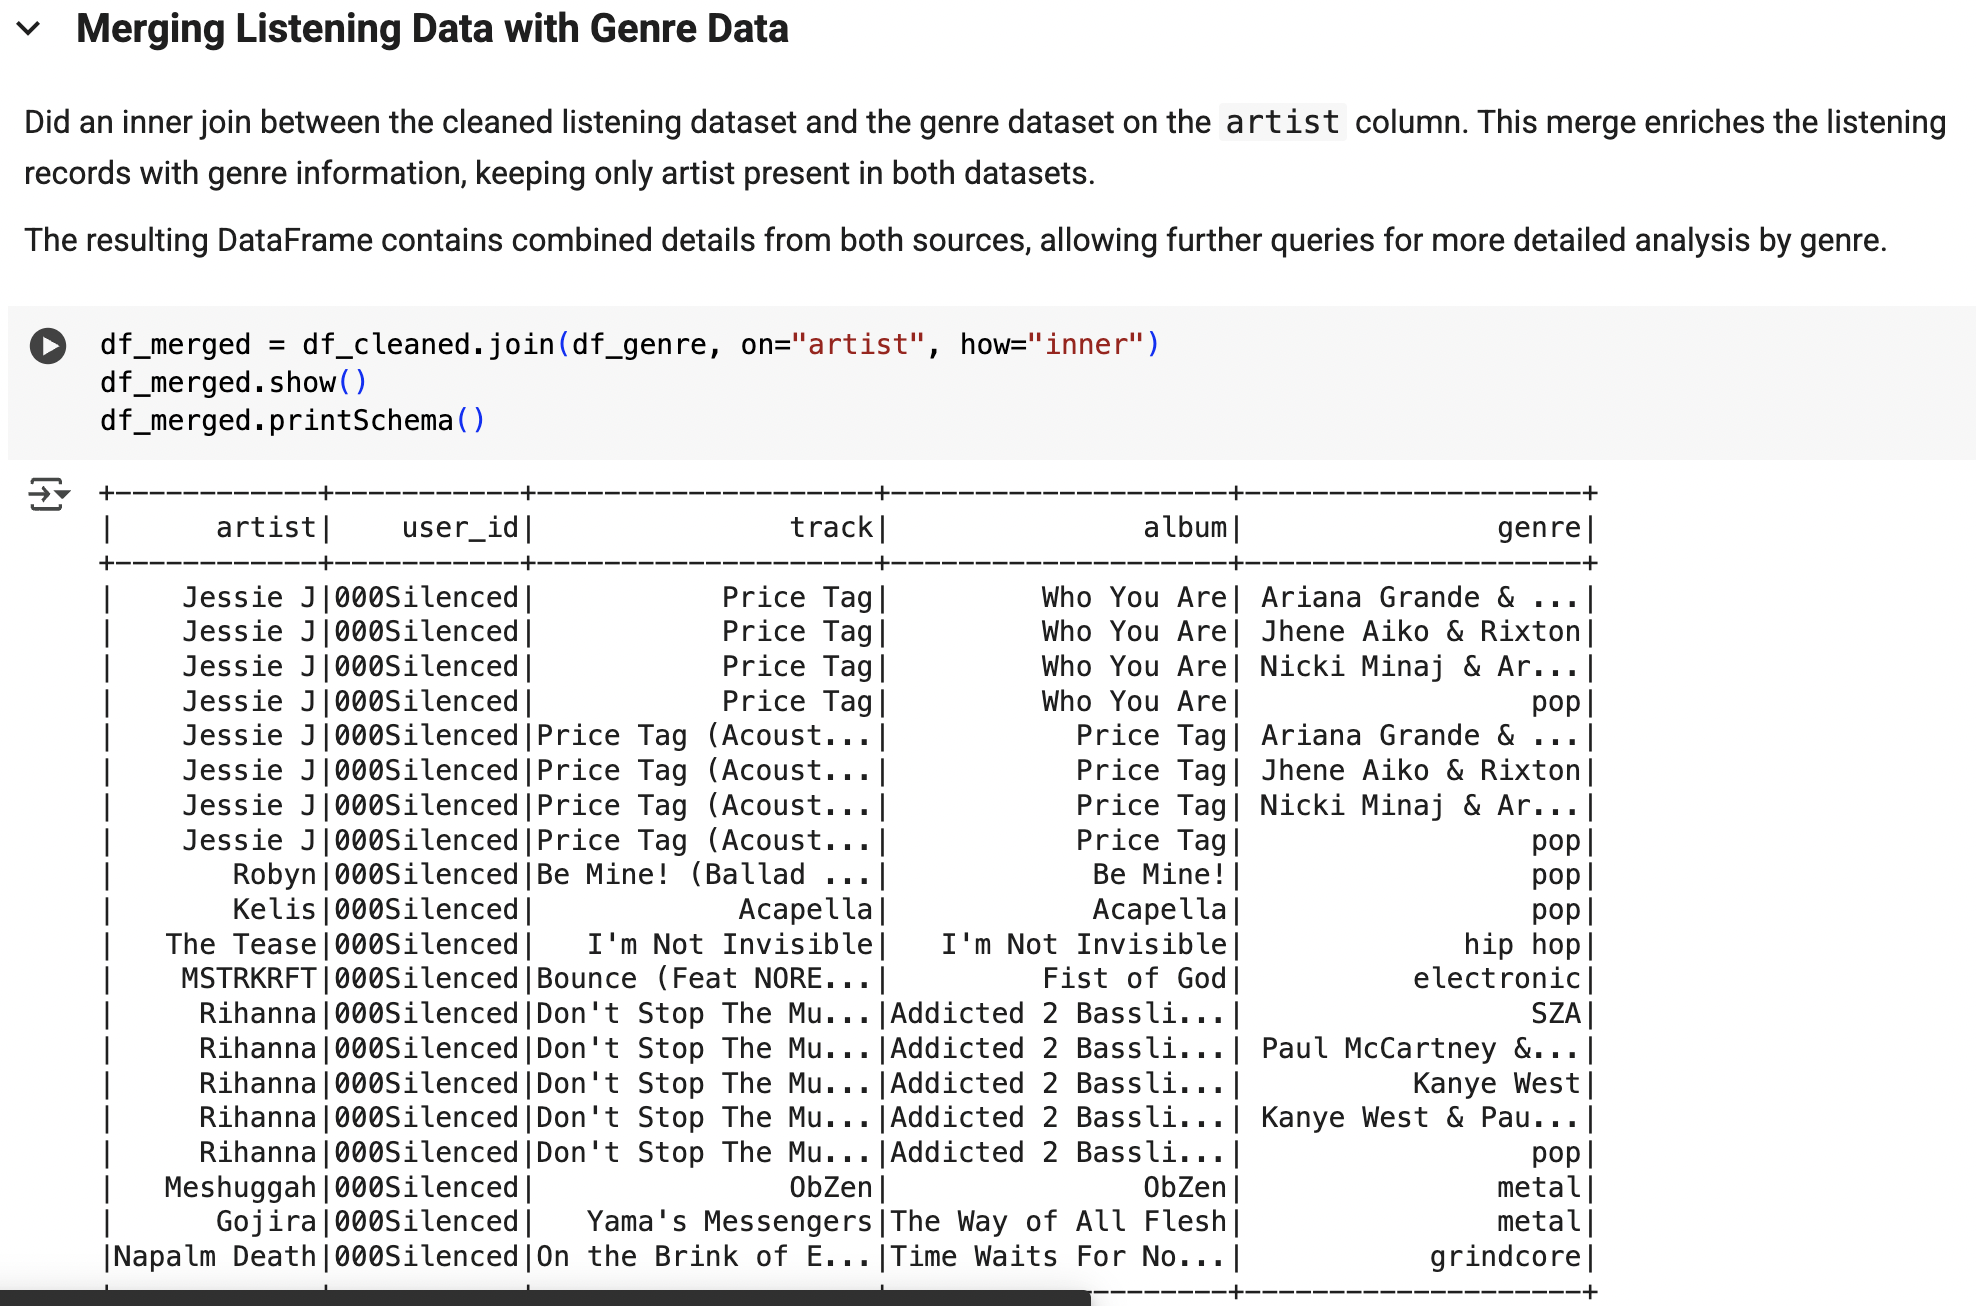 Merging Listening Data with Genre Data
Did an inner join between the cleaned listening dataset and the genre dataset on the artist column. This merge enriches the listening
records with genre information, keeping only artist present in both datasets.
The resulting DataFrame contains combined details from both sources, allowing further queries for more detailed analysis by genre.
df_merged = df_cleaned.join(df_genre, on="artist", how="inner")
df_merged.show()
df_merged.printSchema()
+------------+-----------+--------------------+--------------------+--------------------+
|      artist|    user_id|               track|               album|               genre|
+------------+-----------+--------------------+--------------------+--------------------+
|    Jessie J|000Silenced|           Price Tag|         Who You Are| Ariana Grande & ...|
|    Jessie J|000Silenced|           Price Tag|         Who You Are| Jhene Aiko & Rixton|
|    Jessie J|000Silenced|           Price Tag|         Who You Are| Nicki Minaj & Ar...|
|    Jessie J|000Silenced|           Price Tag|         Who You Are|                 pop|
|    Jessie J|000Silenced|Price Tag (Acoust...|           Price Tag| Ariana Grande & ...|
|    Jessie J|000Silenced|Price Tag (Acoust...|           Price Tag| Jhene Aiko & Rixton|
|    Jessie J|000Silenced|Price Tag (Acoust...|           Price Tag| Nicki Minaj & Ar...|
|    Jessie J|000Silenced|Price Tag (Acoust...|           Price Tag|                 pop|
|       Robyn|000Silenced|Be Mine! (Ballad ...|            Be Mine!|                 pop|
|       Kelis|000Silenced|            Acapella|            Acapella|                 pop|
|   The Tease|000Silenced|   I'm Not Invisible|   I'm Not Invisible|             hip hop|
|    MSTRKRFT|000Silenced|Bounce (Feat NORE...|         Fist of God|          electronic|
|     Rihanna|000Silenced|Don't Stop The Mu...|Addicted 2 Bassli...|                 SZA|
|     Rihanna|000Silenced|Don't Stop The Mu...|Addicted 2 Bassli...| Paul McCartney &...|
|     Rihanna|000Silenced|Don't Stop The Mu...|Addicted 2 Bassli...|          Kanye West|
|     Rihanna|000Silenced|Don't Stop The Mu...|Addicted 2 Bassli...| Kanye West & Pau...|
|     Rihanna|000Silenced|Don't Stop The Mu...|Addicted 2 Bassli...|                 pop|
|   Meshuggah|000Silenced|               ObZen|               ObZen|               metal|
|      Gojira|000Silenced|   Yama's Messengers|The Way of All Flesh|               metal|
|Napalm Death|000Silenced|On the Brink of E...|Time Waits For No...|           grindcore|